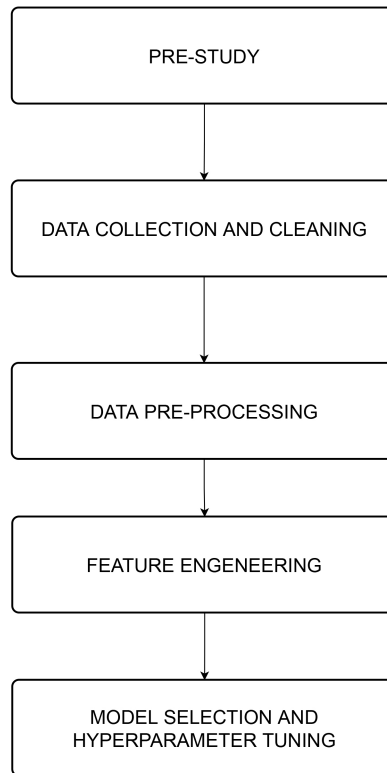 PRE-STUDY
DATA COLLECTION AND CLEANING
DATA PRE-PROCESSING
FEATURE ENGENEERING
MODEL SELECTION AND
HYPERPARAMETER TUNING